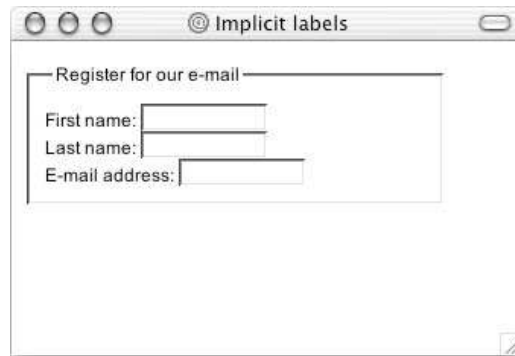 Implicit labels
Register for our e-mail
First name:
Last name:
E-mail address: